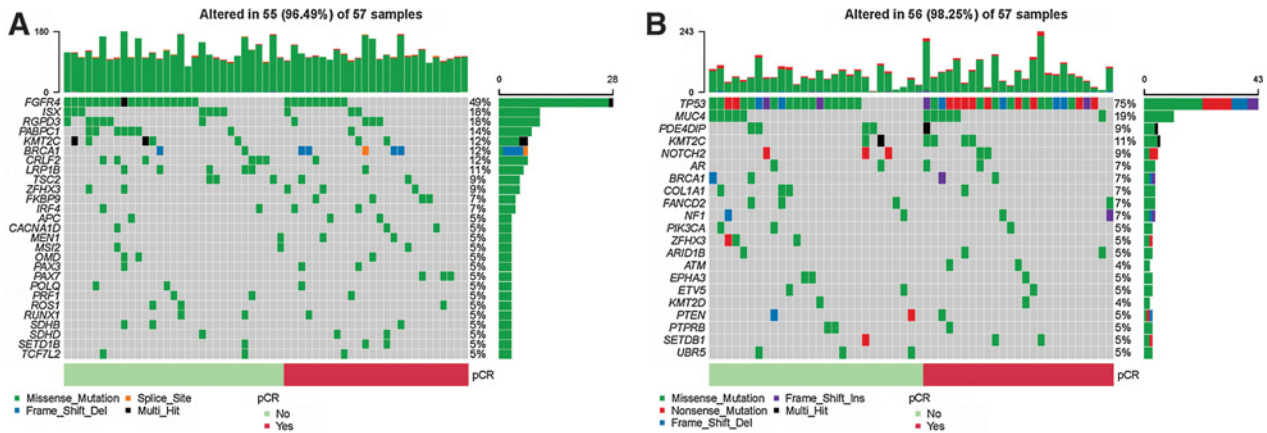 A
Altered in 55 (96.49%) of 57 samples
180
0
0
28
FGFR4 49%
ISX 18%
RGPD3 18%
PABPC1 14%
KMT2C 12%
BRCA1 12%
CRLF2 12%
LRP1B 11%
TSC2 9%
ZFHX3 9%
FKBP9 7%
IRF4 7%
APC 5%
CACNA1D 5%
MEN1 5%
MSI2 5%
OMD 5%
PAX3 5%
PAX7 5%
POLQ 5%
PRF1 5%
ROS1 5%
RUNX1 5%
SDHB 5%
SDHD 5%
SETD1B 5%
TCF7L2 5%
pCR
Missense_Mutation
Frame_Shift_Del
Splice_Site
Multi_Hit
pCR
No
Yes
B
Altered in 56 (98.25%) of 57 samples
243
0
0
43
TP53 75%
MUC4 19%
PDE4DIP 9%
KMT2C 11%
NOTCH2 9%
AR 7%
BRCA1 7%
COL1A1 7%
FANCD2 7%
NF1 7%
PIK3CA 5%
ZFHX3 5%
ARID1B 5%
ATM 4%
EPHA3 5%
ETV5 5%
KMT2D 4%
PTEN 5%
PTPRB 5%
SETDB1 5%
UBR5 5%
pCR
Missense_Mutation
Nonsense_Mutation
Frame_Shift_Del
Frame_Shift_Ins
Multi_Hit
pCR
No
Yes